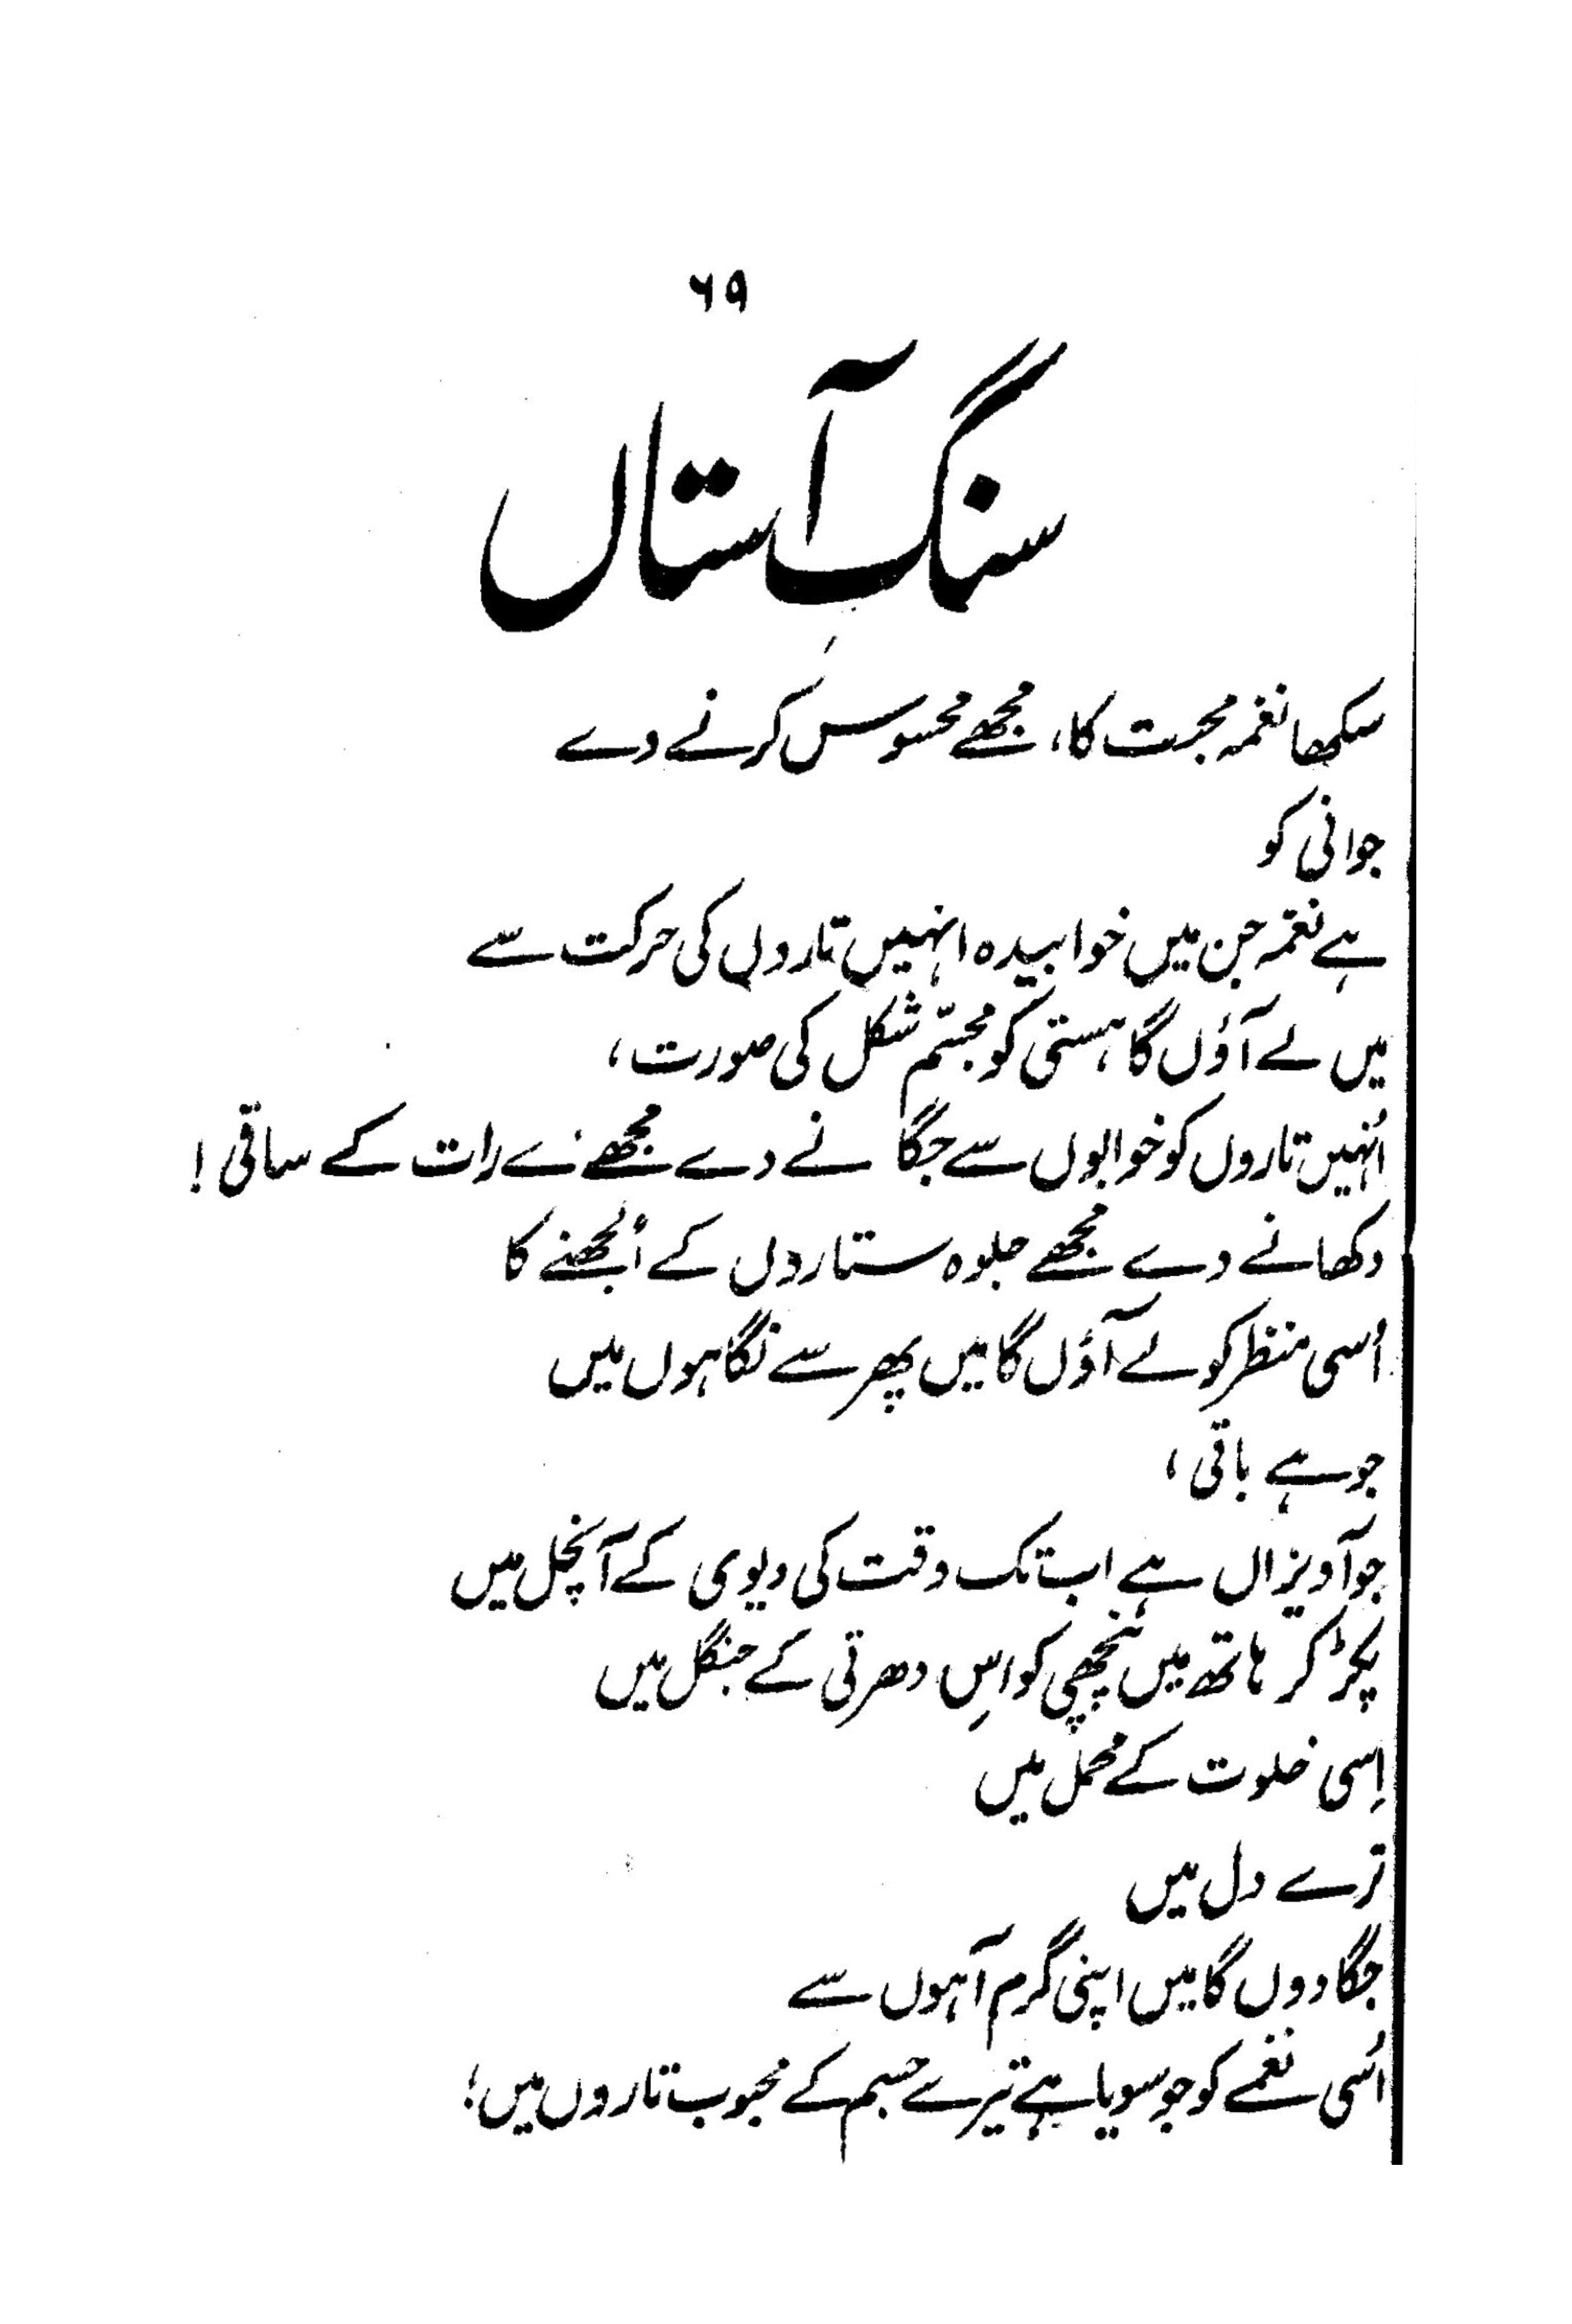 ۶۹
سنگ آستاں
سکھا نغمہ محبت کا، مجھے محسوس کرنے دے
جوانی کو
ہے نغمہ جن میں خوابیدہ انہیں تاروں کی حرکت سے
میں لے آؤں گا، ہستی کو مجسّم شکل کی صورت،
اُنہیں تاروں کو خوابوں سے جگانے دے مجھے اے رات کے ساقی!
دکھانے دے مجھے جلوہ ستاروں کے اُلجھنے کا
اُسی منظر کو لے آؤں گا میں پھر سے نگاہوں میں
جو ہے باقی،
جو آویزاں ہے اب تک وقت کی دیوی کے آنچل میں
پکڑ کر ہاتھ میں پنچھی کو اِس دھرتی کے جنگل میں
اِسی خلوت کے محمل میں
ترے دل میں
جگا دوں گا میں اپنی گرم آہوں سے
اُسی نغمے کو جو سویا ہے تیرے جسم کے محبوب تاروں میں؛